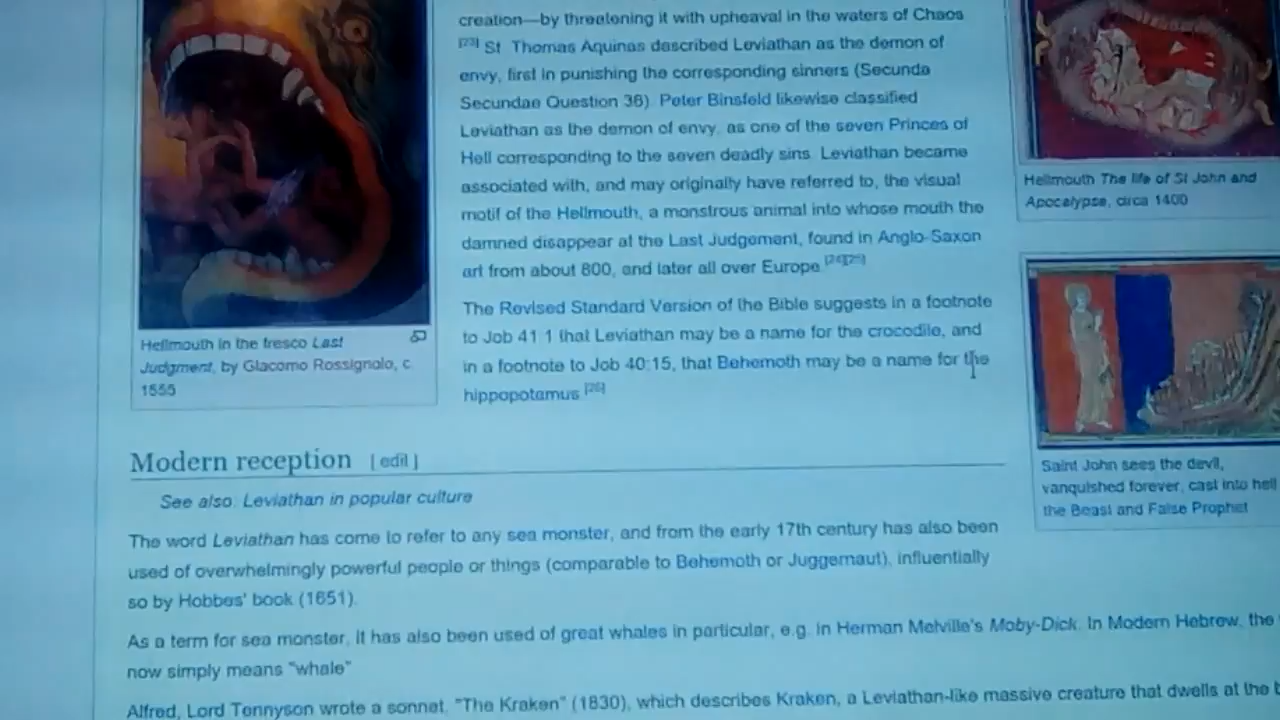 creation—by threatening it with upheaval in the waters of Chaos
[23] St. Thomas Aquinas described Leviathan as the demon of
envy, first in punishing the corresponding sinners (Secunda
Secundae Question 36). Peter Binsfeld likewise classified
Leviathan as the demon of envy, as one of the seven Princes of
Hell corresponding to the seven deadly sins. Leviathan became
associated with, and may originally have referred to, the visual
motif of the Hellmouth, a monstrous animal into whose mouth the
damned disappear at the Last Judgement, found in Anglo-Saxon
art from about 800, and later all over Europe.[24][25]
The Revised Standard Version of the Bible suggests in a footnote
to Job 41:1 that Leviathan may be a name for the crocodile, and
in a footnote to Job 40:15, that Behemoth may be a name for the
hippopotamus.[26]
Hellmouth in the fresco Last
Judgment, by Giacomo Rossignolo, c.
1555
Hellmouth The life of St John and
Apocalypse, circa 1400
Saint John sees the devil,
vanquished forever, cast into hell
the Beast and False Prophet
Modern reception [edit]
See also: Leviathan in popular culture
The word Leviathan has come to refer to any sea monster, and from the early 17th century has also been
used of overwhelmingly powerful people or things (comparable to Behemoth or Juggernaut), influentially
so by Hobbes' book (1651).
As a term for sea monster, it has also been used of great whales in particular, e.g. in Herman Melville's Moby-Dick. In Modern Hebrew, the
now simply means "whale"
Alfred, Lord Tennyson wrote a sonnet, "The Kraken" (1830), which describes Kraken, a Leviathan-like massive creature that dwells at the